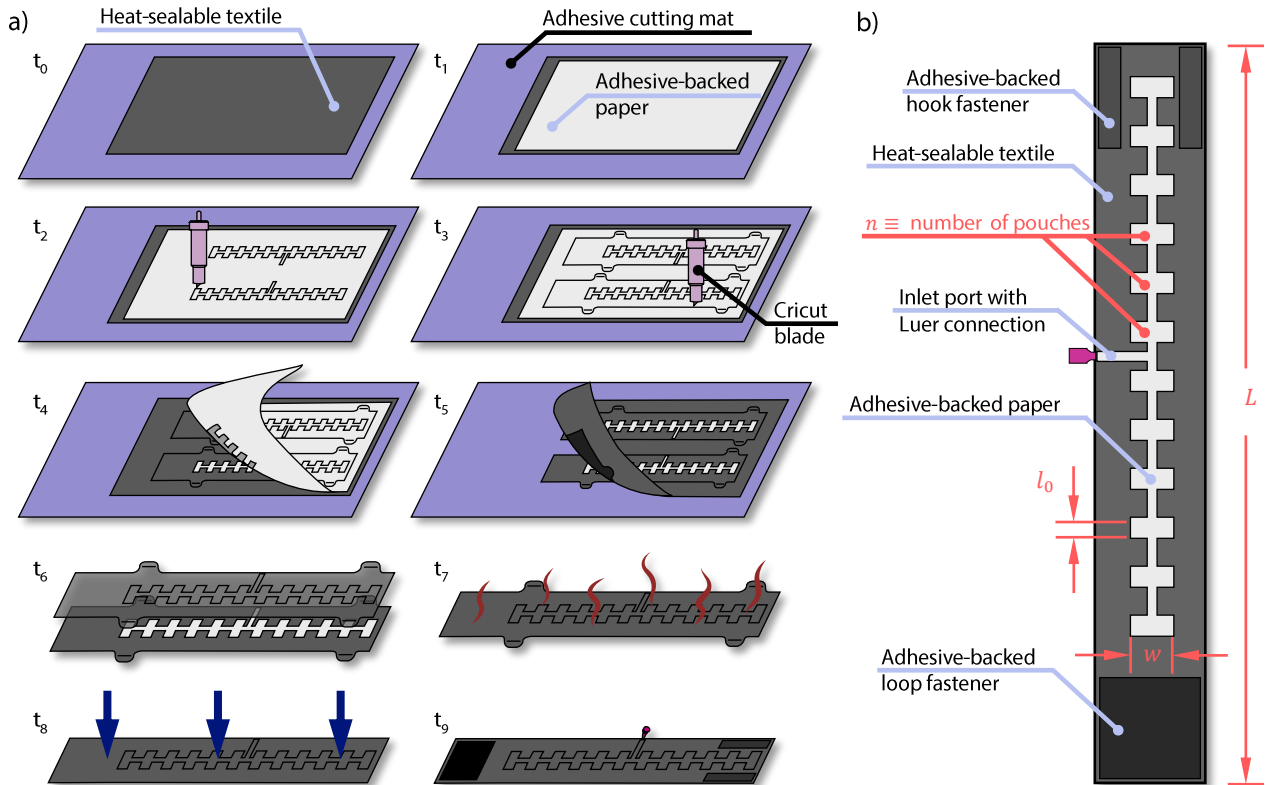 a)
Heat-sealable textile
t0
Adhesive cutting mat
t1
Adhesive-backed
paper
t2
t3
Cricut
blade
t4
t5
t6
t7
t8
t9
b)
Adhesive-backed
hook fastener
Heat-sealable textile
n ≡ number of pouches
Inlet port with
Luer connection
L
Adhesive-backed paper
l0
w
Adhesive-backed
loop fastener